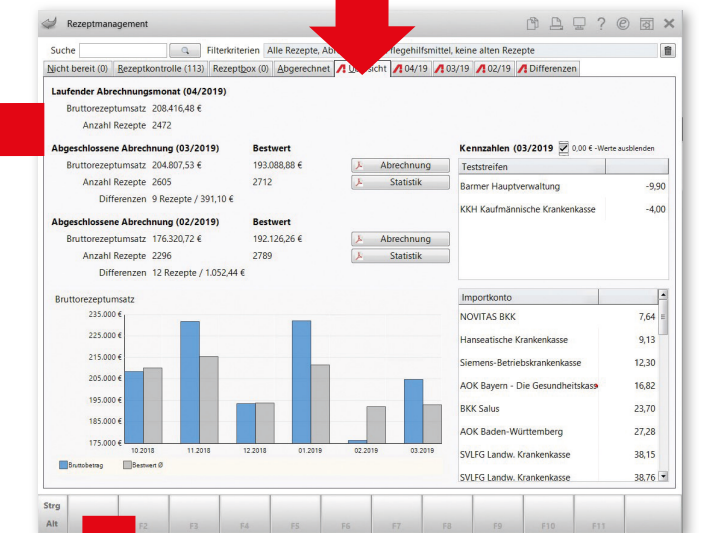 Rezeptmanagement
?
Suche
Filterkriterien Alle Rezepte, keine alten Rezepte
Nicht bereit (0) Rezeptkontrolle (113) Rezeptbox (0) Abgerechnet 04/19 03/19 02/19 Differenzen
Laufender Abrechnungsmonat (04/2019)
Bruttorezeptumsatz 208.416,48 €
Anzahl Rezepte 2472
Abgeschlossene Abrechnung (03/2019) Bestwert
Bruttorezeptumsatz 204.807,53 € 193.088,88 € Abrechnung
Anzahl Rezepte 2605 2712 Statistik
Differenzen 9 Rezepte / 391,10 €
Abgeschlossene Abrechnung (02/2019) Bestwert
Bruttorezeptumsatz 176.320,72 € 192.126,26 € Abrechnung
Anzahl Rezepte 2296 2789 Statistik
Differenzen 12 Rezepte / 1.052,44 €
Kennzahlen (03/2019 0,00 € -Werte ausblenden
Teststreifen
Barmer Hauptverwaltung -9,90
KKH Kaufmännische Krankenkasse -4,00
Bruttorezeptumsatz
235.000 €
225.000 €
215.000 €
205.000 €
195.000 €
185.000 €
175.000 €
10.2018 11.2018 12.2018 01.2019 02.2019 03.2019
Bruttobetrag Bestwert Ø
Importkonto
NOVITAS BKK 7,64
Hanseatische Krankenkasse 9,13
Siemens-Betriebskrankenkasse 12,30
AOK Bayern - Die Gesundheitskass 16,82
BKK Salus 23,70
AOK Baden-Württemberg 27,28
SVLFG Landw. Krankenkasse 38,15
SVLFG Landw. Krankenkasse 38,76
Strg
Alt F2 F3 F4 F5 F6 F7 F8 F9 F10 F11